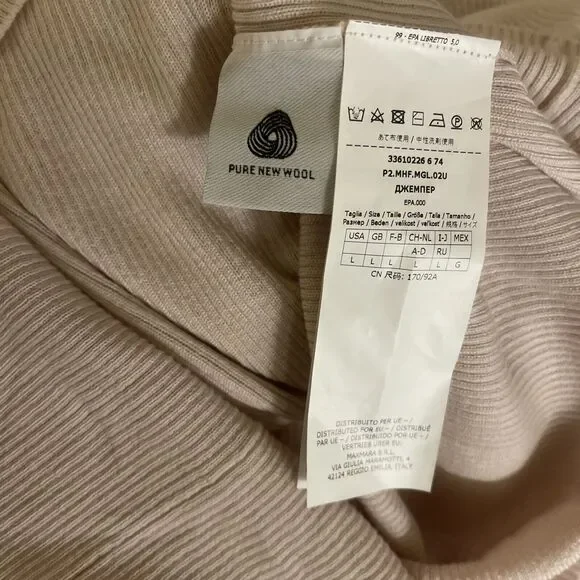 99 - EPA LIBRETTO 5.0
PURE NEW WOOL
あて布使用 / 中性洗剤使用
33610226 6 74
P2.MHF.MGL.02U
ДЖЕМПЕР
EPA.000
Taglia / Size / Taille / Größe / Talla / Tamanho /
Размер / Beden / velikost / velkost / 規格 / サイズ
USA GB F-B CH-NL I-J MEX
A-D RU
L L L L L G
CN 尺码: 170/92A
DISTRIBUITO PER UE - /
DISTRIBUTED FOR EU - / DISTRIBUÉ
PAR UE - / DISTRIBUIDO POR UE - /
VERTRIEB ÜBER EU:
MAXMARA S.R.L.
VIA GIULIA MARAMOTTI, 4
42124 REGGIO EMILIA, ITALY